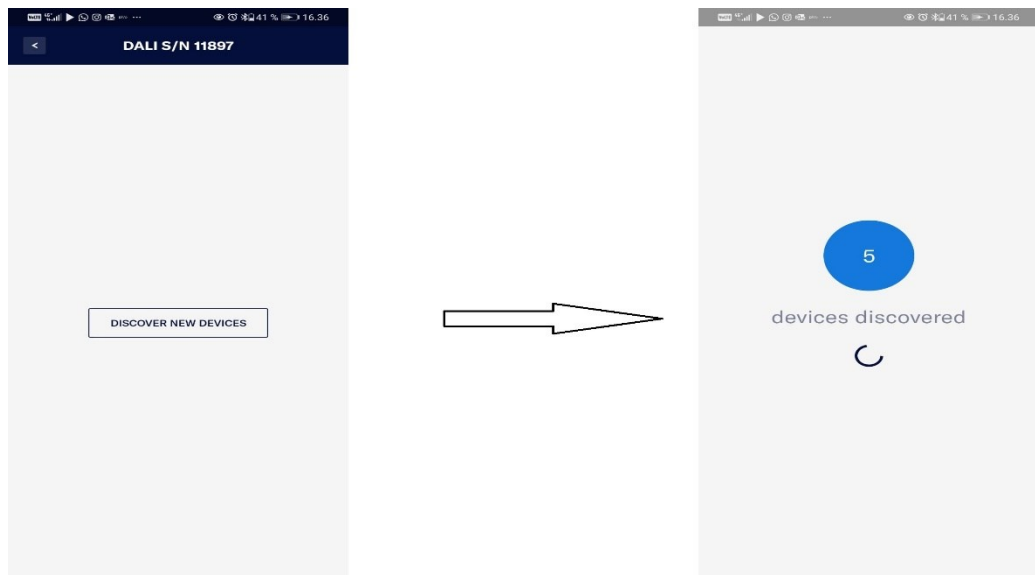 41 % 16.36
<
DALI S/N 11897
DISCOVER NEW DEVICES
41 % 16.36
5
devices discovered